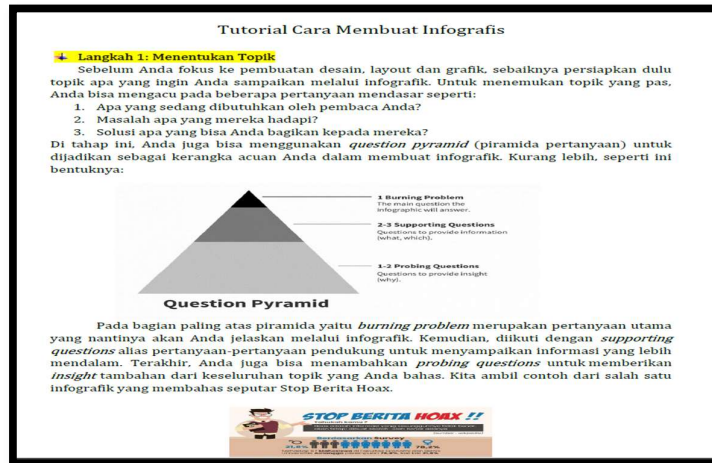 Tutorial Cara Membuat Infografis
Langkah 1: Menentukan Topik
Sebelum Anda fokus ke pembuatan desain, layout dan grafik, sebaiknya persiapkan dulu
topik apa yang ingin Anda sampaikan melalui infografik. Untuk menemukan topik yang pas,
Anda bisa mengacu pada beberapa pertanyaan mendasar seperti:
1. Apa yang sedang dibutuhkan oleh pembaca Anda?
2. Masalah apa yang mereka hadapi?
3. Solusi apa yang bisa Anda bagikan kepada mereka?
Di tahap ini, Anda juga bisa menggunakan question pyramid (piramida pertanyaan) untuk
dijadikan sebagai kerangka acuan Anda dalam membuat infografik. Kurang lebih, seperti ini
bentuknya:
1 Burning Problem
The main question the
infographic will answer.
2-3 Supporting Questions
Questions to provide information
(what, which).
1-2 Probing Questions
Questions to provide insight
(why).
Question Pyramid
Pada bagian paling atas piramida yaitu burning problem merupakan pertanyaan utama
yang nantinya akan Anda jelaskan melalui infografik. Kemudian, diikuti dengan supporting
questions alias pertanyaan-pertanyaan pendukung untuk menyampaikan informasi yang lebih
mendalam. Terakhir, Anda juga bisa menambahkan probing questions untuk memberikan
insight tambahan dari keseluruhan topik yang Anda bahas. Kita ambil contoh dari salah satu
infografik yang membahas seputar Stop Berita Hoax.
STOP BERITA HOAX !!
Berdasarkan Survey